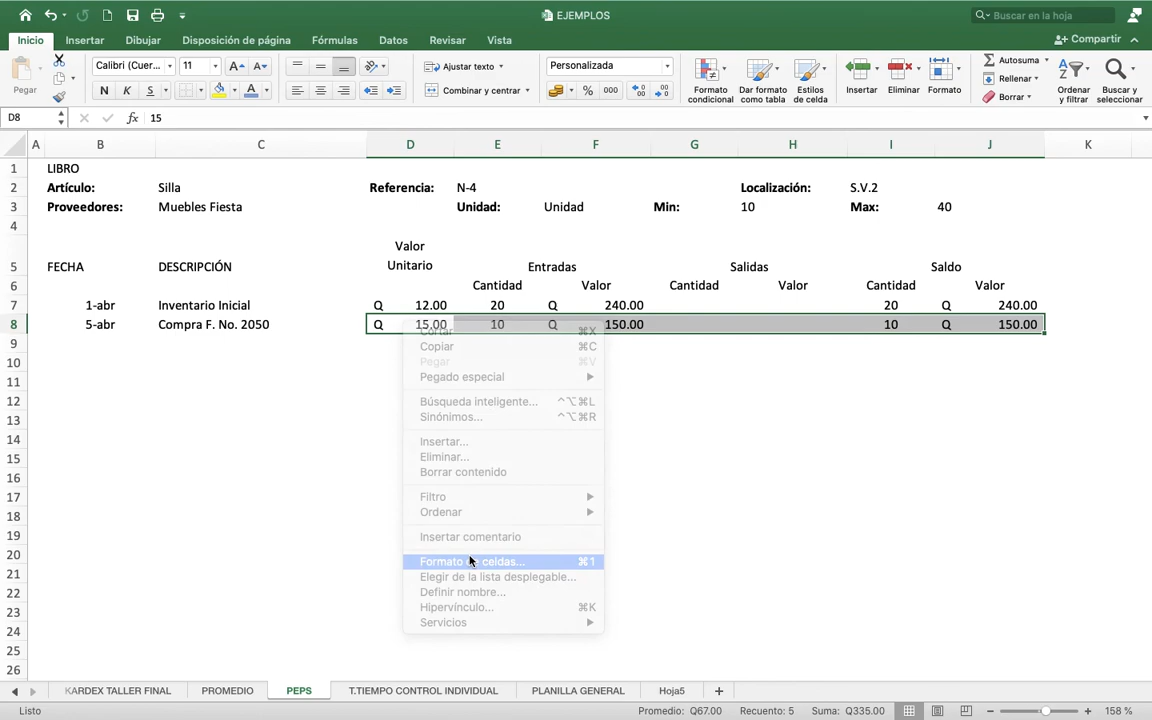 EJEMPLOS
Buscar en la hoja
Inicio Insertar Dibujar Disposición de página Fórmulas Datos Revisar Vista
Compartir
Pegar
Calibri (Cuer... 11
N K S
Ajustar texto
Combinar y centrar
Personalizada
% 000
Formato condicional
Dar formato como tabla
Estilos de celda
Insertar
Eliminar
Formato
Autosuma
Rellenar
Borrar
Ordenar y filtrar
Buscar y seleccionar
D8 fx 15
A B C D E F G H I J K
1 LIBRO
2 Artículo: Silla Referencia: N-4 Localización: S.V.2
3 Proveedores: Muebles Fiesta Unidad: Unidad Min: 10 Max: 40
4
5 FECHA DESCRIPCIÓN Valor Unitario Entradas Salidas Saldo
6 Cantidad Valor Cantidad Valor Cantidad Valor
7 1-abr Inventario Inicial Q 12.00 20 Q 240.00 20 Q 240.00
8 5-abr Compra F. No. 2050 Q 15.00 10 Q 150.00 10 Q 150.00
9
10
11
12
13
14
15
16
17
18
19
20
21
22
23
24
25
26
Cortar ⌘X
Copiar ⌘C
Pegar ⌘V
Pegado especial
Búsqueda inteligente... ^⌥⌘L
Sinónimos... ^⌥⌘R
Insertar...
Eliminar...
Borrar contenido
Filtro
Ordenar
Insertar comentario
Formato de celdas... ⌘1
Elegir de la lista desplegable...
Definir nombre...
Hipervínculo... ⌘K
Servicios
KARDEX TALLER FINAL PROMEDIO PEPS T.TIEMPO CONTROL INDIVIDUAL PLANILLA GENERAL Hoja5 +
Listo Promedio: Q67.00 Recuento: 5 Suma: Q335.00 158 %